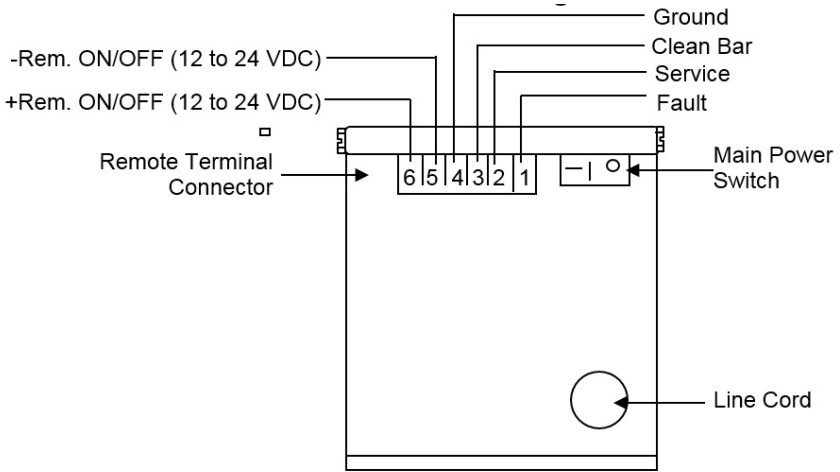 Ground
Clean Bar
Service
Fault
-Rem. ON/OFF (12 to 24 VDC)
+Rem. ON/OFF (12 to 24 VDC)
Remote Terminal
Connector
6 5 4 3 2 1
Main Power
Switch
Line Cord